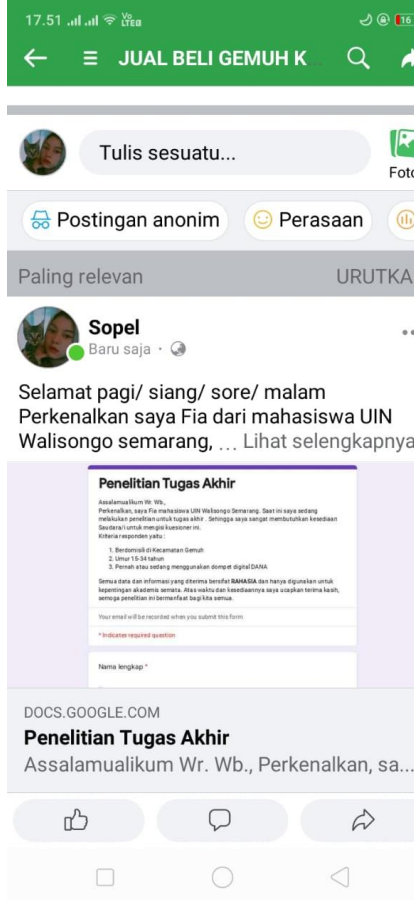 17.51
Vo
LTE
16
JUAL BELI GEMUH K...
Tulis sesuatu...
Foto
Postingan anonim
Perasaan
Paling relevan
URUTKA
Sopel
Baru saja ·
Selamat pagi/ siang/ sore/ malam
Perkenalkan saya Fia dari mahasiswa UIN
Walisongo semarang, ... Lihat selengkapnya
Penelitian Tugas Akhir
Assalamualikum Wr. Wb.,
Perkenalkan, saya Fia mahasiswa UIN Walisongo Semarang. Saat ini saya sedang
melakukan penelitian untuk tugas akhir . Sehingga saya sangat membutuhkan kesediaan
Saudara/i untuk mengisi kuesioner ini.
Kriteria responden yaitu :
1. Berdomisili di Kecamatan Gemuh
2. Umur 15-34 tahun
3. Pernah atau sedang menggunakan dompet digital DANA
Semua data dan informasi yang diterima bersifat RAHASIA dan hanya digunakan untuk
kepentingan akademis semata. Atas waktu dan kesediaannya saya ucapkan terima kasih,
semoga penelitian ini bermanfaat bagi kita semua.
Your email will be recorded when you submit this form
* Indicates required question
Nama lengkap *
DOCS.GOOGLE.COM
Penelitian Tugas Akhir
Assalamualikum Wr. Wb., Perkenalkan, sa...